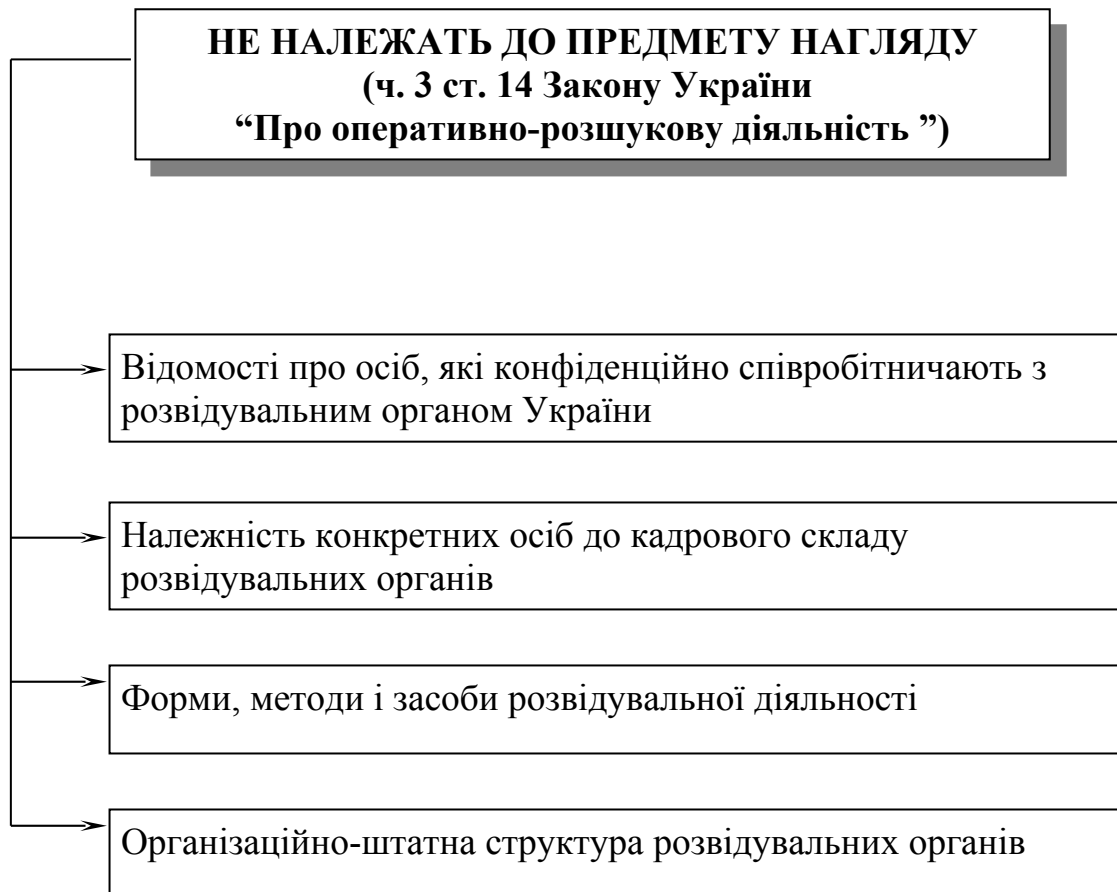 НЕ НАЛЕЖАТЬ ДО ПРЕДМЕТУ НАГЛЯДУ
(ч. 3 ст. 14 Закону України
“Про оперативно-розшукову діяльність ”)
Відомості про осіб, які конфіденційно співробітничають з
розвідувальним органом України
Належність конкретних осіб до кадрового складу
розвідувальних органів
Форми, методи і засоби розвідувальної діяльності
Організаційно-штатна структура розвідувальних органів